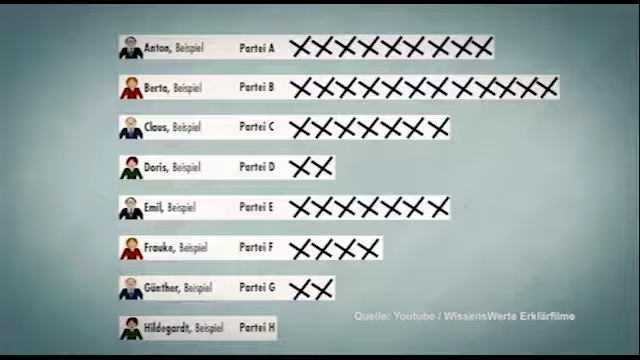 Anton, Beispiel Partei A
Berta, Beispiel Partei B
Claus, Beispiel Partei C
Doris, Beispiel Partei D
Emil, Beispiel Partei E
Frauke, Beispiel Partei F
Günther, Beispiel Partei G
Hildegardt, Beispiel Partei H
Quelle: Youtube / WissensWerte Erklärfilme